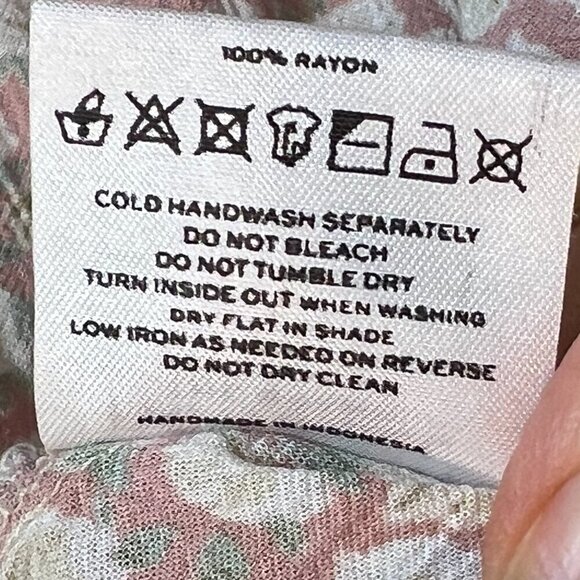 100% RAYON
COLD HANDWASH SEPARATELY
DO NOT BLEACH
DO NOT TUMBLE DRY
TURN INSIDE OUT WHEN WASHING
DRY FLAT IN SHADE
LOW IRON AS NEEDED ON REVERSE
DO NOT DRY CLEAN
HANDMADE IN INDONESIA